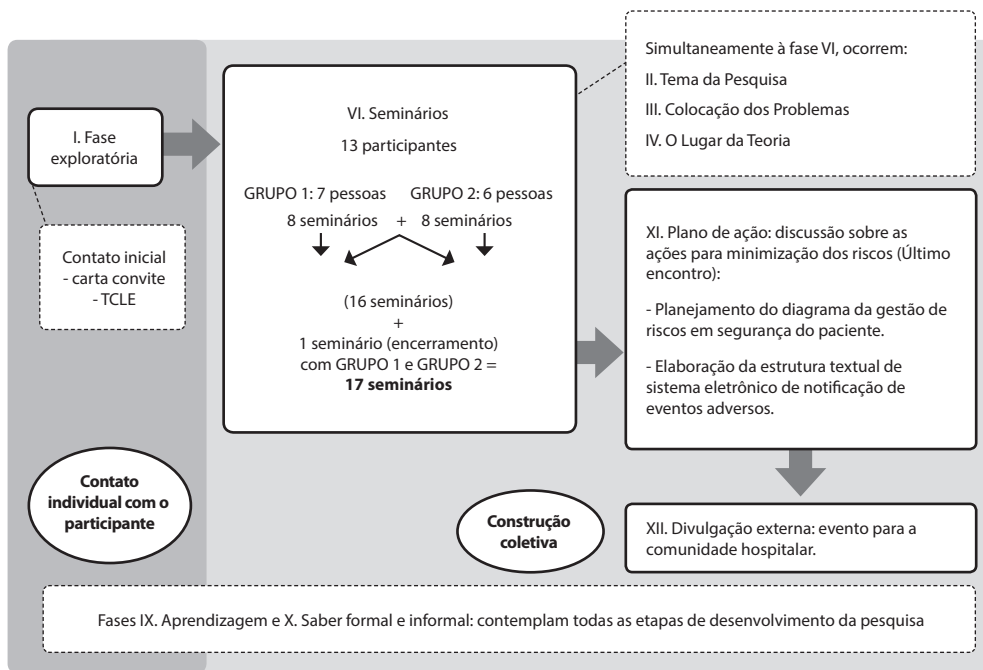 I. Fase
exploratória
Contato inicial
- carta convite
- TCLE
Contato
individual com o
participante
VI. Seminários
13 participantes
GRUPO 1: 7 pessoas GRUPO 2: 6 pessoas
8 seminários + 8 seminários
(16 seminários)
+
1 seminário (encerramento)
com GRUPO 1 e GRUPO 2 =
17 seminários
Simultaneamente à fase VI, ocorrem:
II. Tema da Pesquisa
III. Colocação dos Problemas
IV. O Lugar da Teoria
XI. Plano de ação: discussão sobre as
ações para minimização dos riscos (Último
encontro):
- Planejamento do diagrama da gestão de
riscos em segurança do paciente.
- Elaboração da estrutura textual de
sistema eletrônico de notificação de
eventos adversos.
Construção
coletiva
XII. Divulgação externa: evento para a
comunidade hospitalar.
Fases IX. Aprendizagem e X. Saber formal e informal: contemplam todas as etapas de desenvolvimento da pesquisa